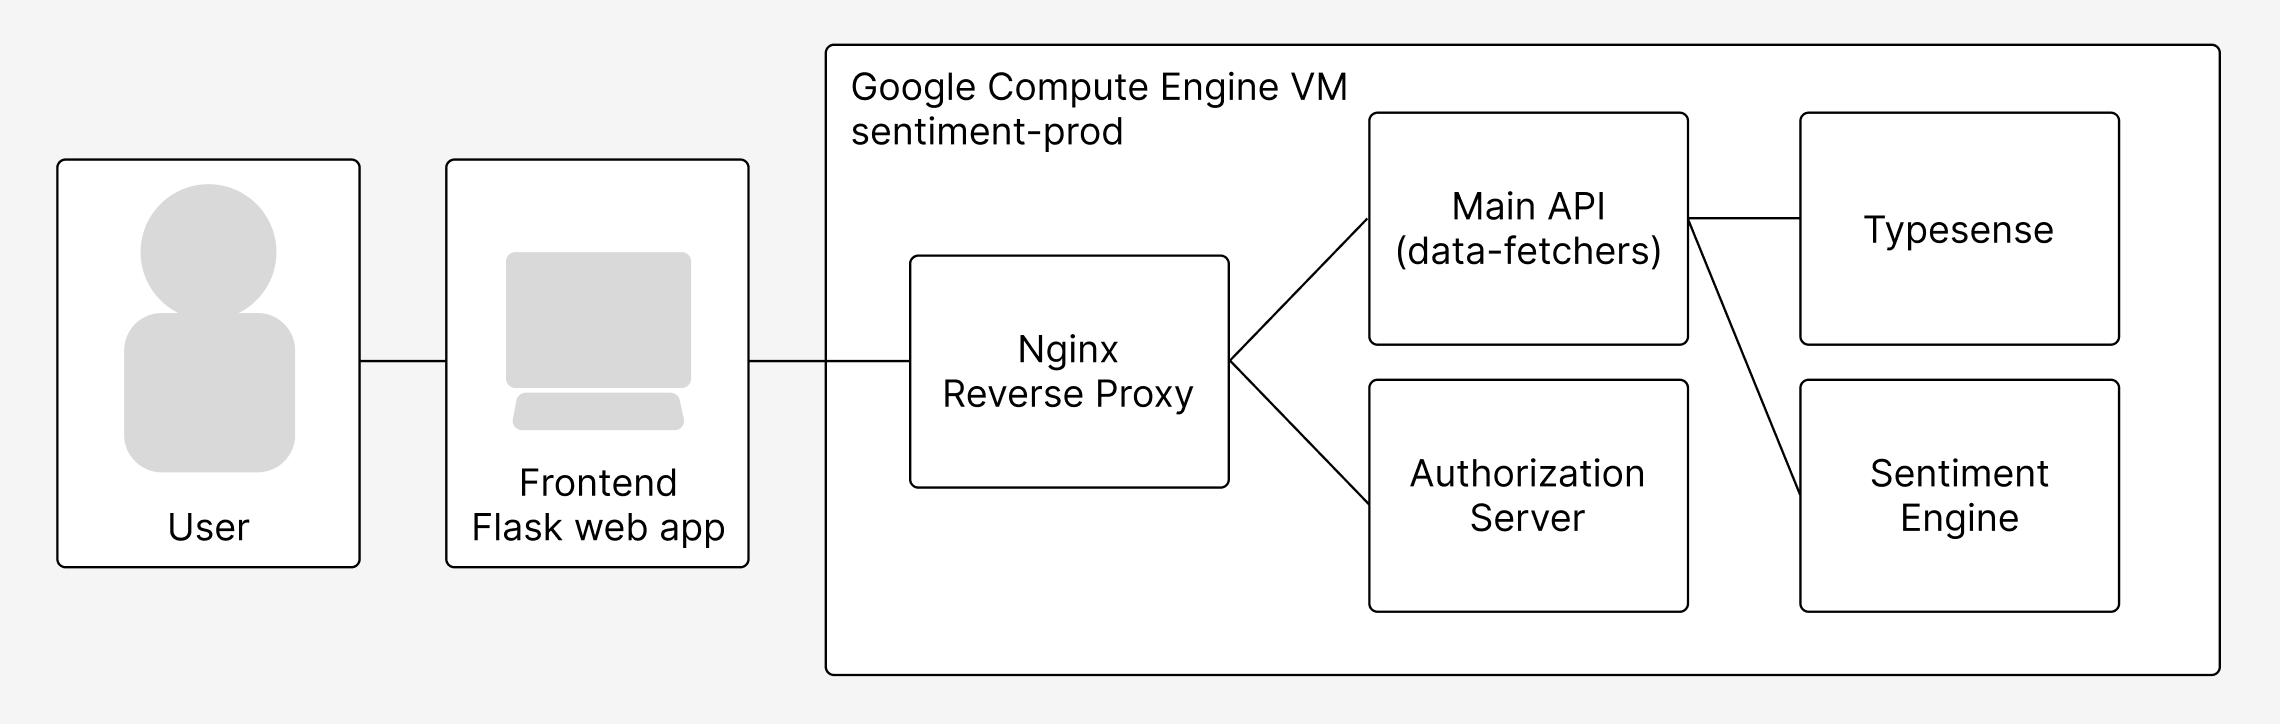 Google Compute Engine VM
sentiment-prod
User
Frontend
Flask web app
Nginx
Reverse Proxy
Main API
(data-fetchers)
Authorization
Server
Typesense
Sentiment
Engine